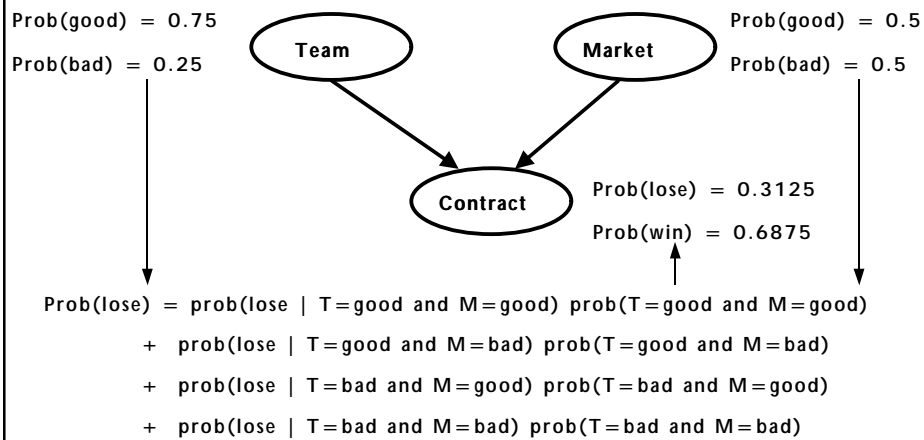 Prob(good) = 0.75
Prob(bad) = 0.25
Team
Market
Prob(good) = 0.5
Prob(bad) = 0.5
Contract
Prob(lose) = 0.3125
Prob(win) = 0.6875
Prob(lose) = prob(lose | T=good and M=good) prob(T=good and M=good)
+ prob(lose | T=good and M=bad) prob(T=good and M=bad)
+ prob(lose | T=bad and M=good) prob(T=bad and M=good)
+ prob(lose | T=bad and M=bad) prob(T=bad and M=bad)